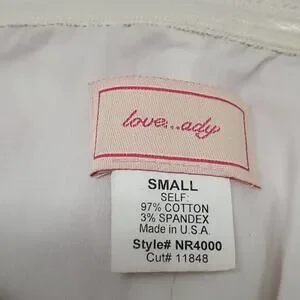 love...ady
SMALL
SELF:
97% COTTON
3% SPANDEX
Made in U.S.A.
Style# NR4000
Cut# 11848